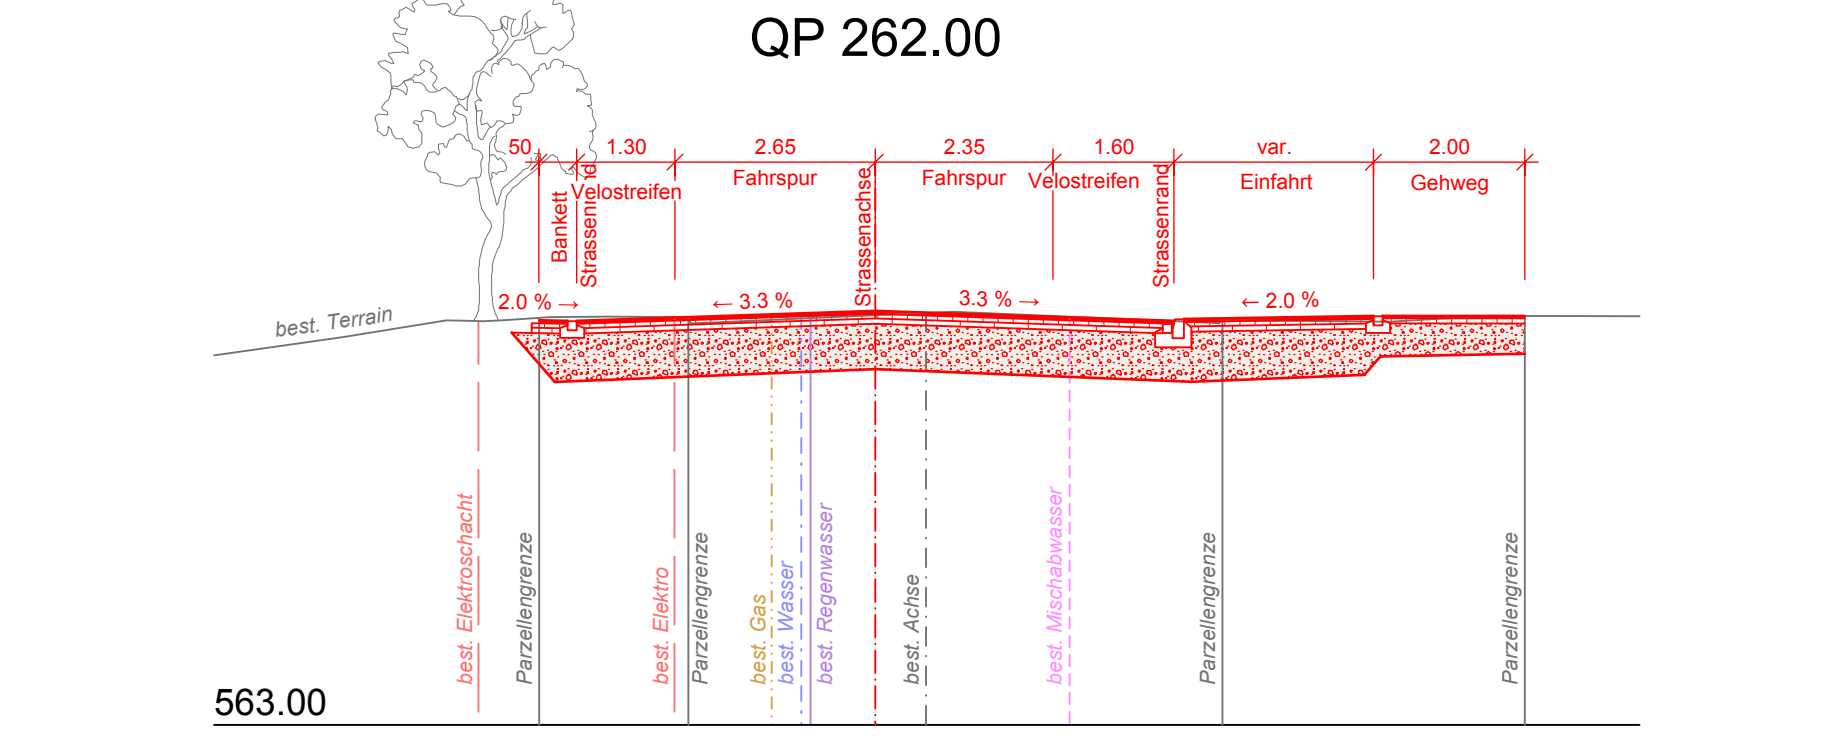 QP 262.00
50 1.30 2.65 2.35 1.60 var. 2.00
Bankett
Strassenrand
Velostreifen
Fahrspur
Strassenachse
Fahrspur
Velostreifen
Strassenrand
Einfahrt
Gehweg
2.0 % → ← 3.3 % 3.3 % → ← 2.0 %
best. Terrain
best. Elektroschacht
Parzellengrenze
best. Elektro
Parzellengrenze
best. Gas
best. Wasser
best. Regenwasser
best. Achse
best. Mischabwasser
Parzellengrenze
Parzellengrenze
563.00